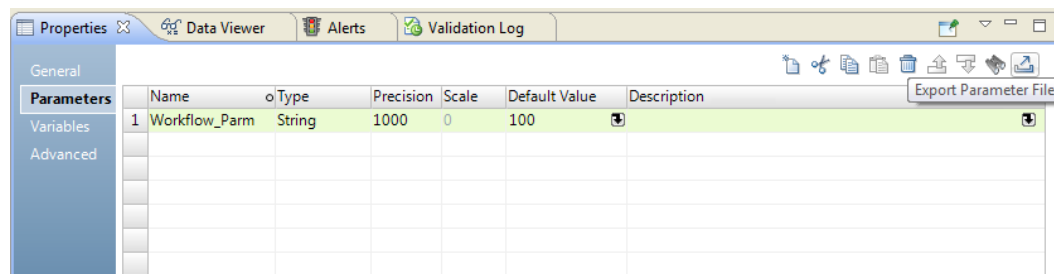 Properties Data Viewer Alerts Validation Log
General
Export Parameter File
Parameters Name Type Precision Scale Default Value Description
1 Workflow_Parm String 1000 0 100
Variables
Advanced